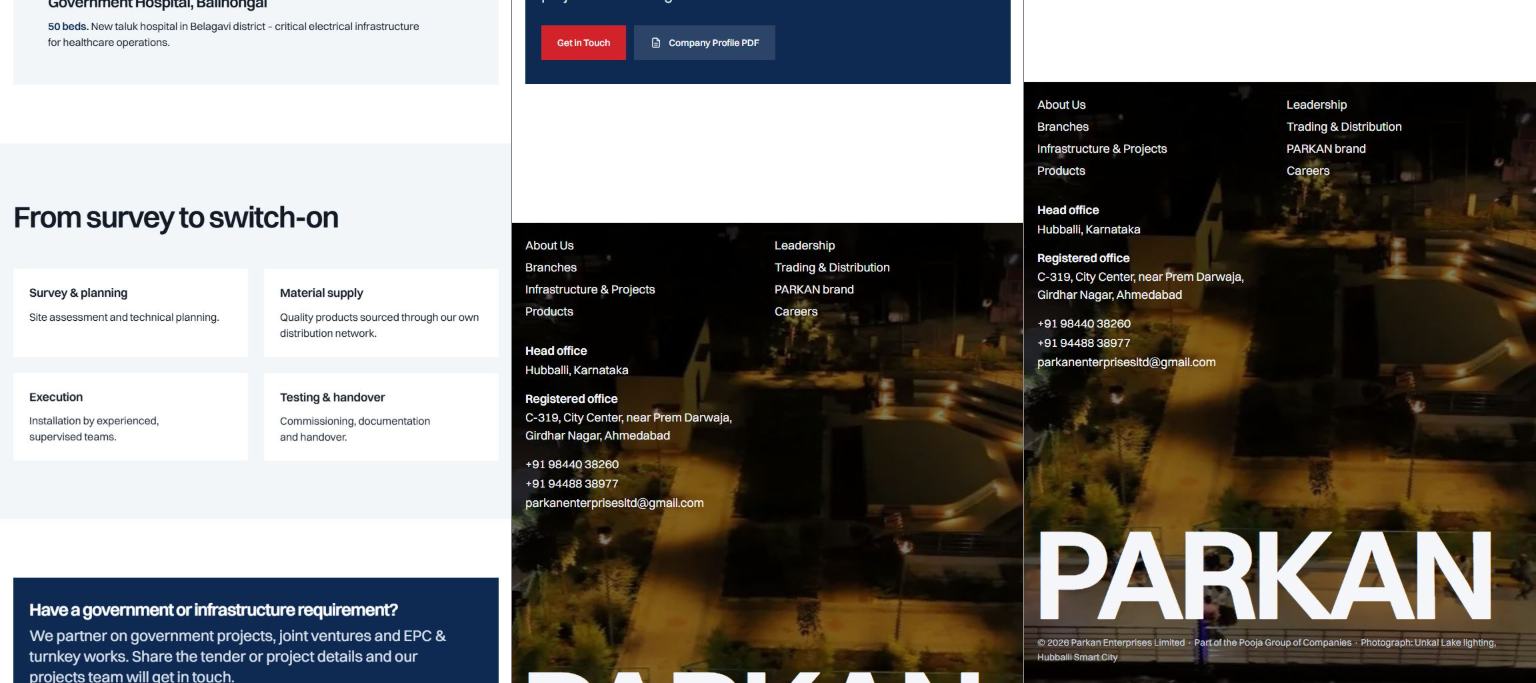 Government Hospital, Bailhongal
50 beds. New taluk hospital in Belagavi district – critical electrical infrastructure
for healthcare operations.
From survey to switch-on
Survey & planning
Site assessment and technical planning.
Material supply
Quality products sourced through our own
distribution network.
Execution
Installation by experienced,
supervised teams.
Testing & handover
Commissioning, documentation
and handover.
Have a government or infrastructure requirement?
We partner on government projects, joint ventures and EPC &
turnkey works. Share the tender or project details and our
projects team will get in touch.
Get In Touch
Company Profile PDF
About Us
Leadership
Branches
Trading & Distribution
Infrastructure & Projects
PARKAN brand
Products
Careers
Head office
Hubballi, Karnataka
Registered office
C-319, City Center, near Prem Darwaja,
Girdhar Nagar, Ahmedabad
+91 98440 38260
+91 94488 38977
parkanenterprisesltd@gmail.com
PARKAN
About Us
Leadership
Branches
Trading & Distribution
Infrastructure & Projects
PARKAN brand
Products
Careers
Head office
Hubballi, Karnataka
Registered office
C-319, City Center, near Prem Darwaja,
Girdhar Nagar, Ahmedabad
+91 98440 38260
+91 94488 38977
parkanenterprisesltd@gmail.com
PARKAN
© 2026 Parkan Enterprises Limited · Part of the Pooja Group of Companies · Photograph: Unkal Lake lighting,
Hubballi Smart City